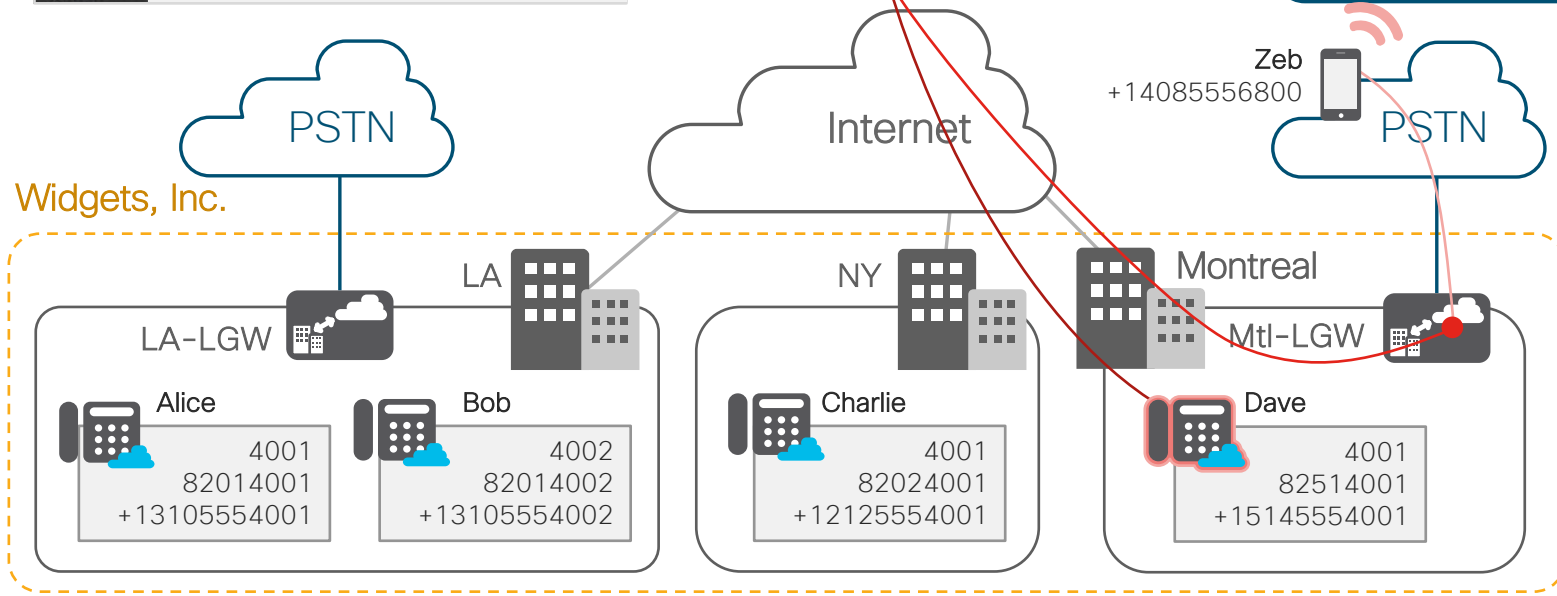 Zeb
+14085556800
PSTN
Internet
PSTN
Widgets, Inc.
LA
NY
Montreal
LA-LGW
Mtl-LGW
Alice
4001
82014001
+13105554001
Bob
4002
82014002
+13105554002
Charlie
4001
82024001
+12125554001
Dave
4001
82514001
+15145554001